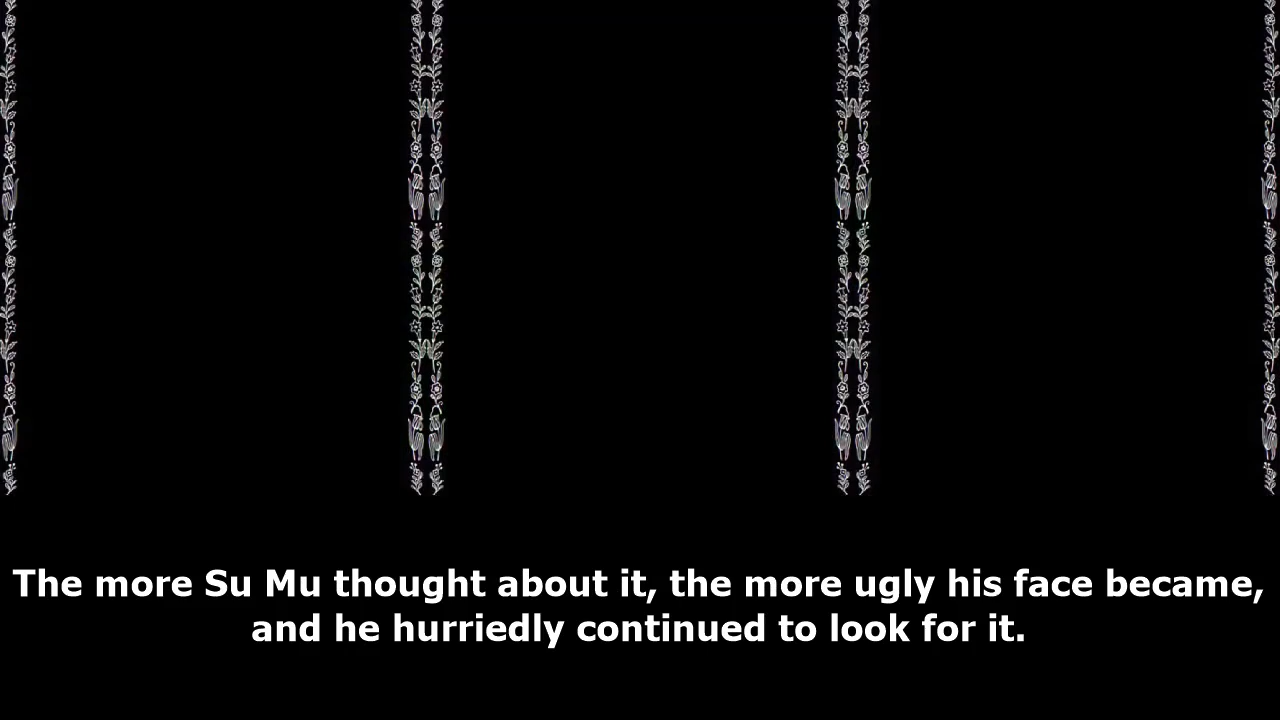 The more Su Mu thought about it, the more ugly his face became,
and he hurriedly continued to look for it.